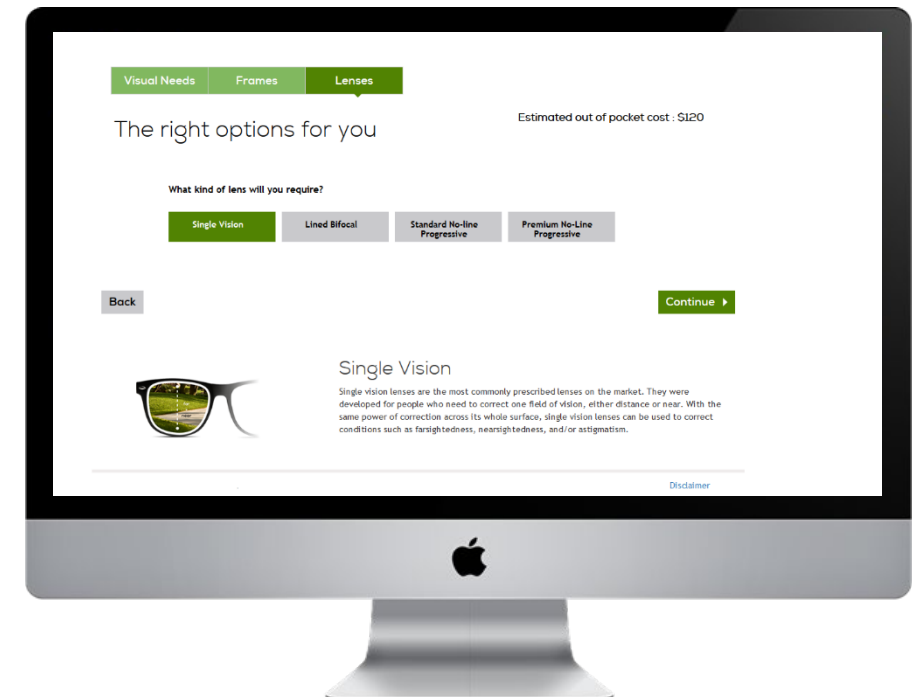 Visual Needs
Frames
Lenses
The right options for you
Estimated out of pocket cost : $120
What kind of lens will you require?
Single Vision
Lined Bifocal
Standard No-line
Progressive
Premium No-Line
Progressive
Back
Continue
Single Vision
Single vision lenses are the most commonly prescribed lenses on the market. They were
developed for people who need to correct one field of vision, either distance or near. With the
same power of correction across its whole surface, single vision lenses can be used to correct
conditions such as farsightedness, nearsightedness, and/or astigmatism.
Disclaimer